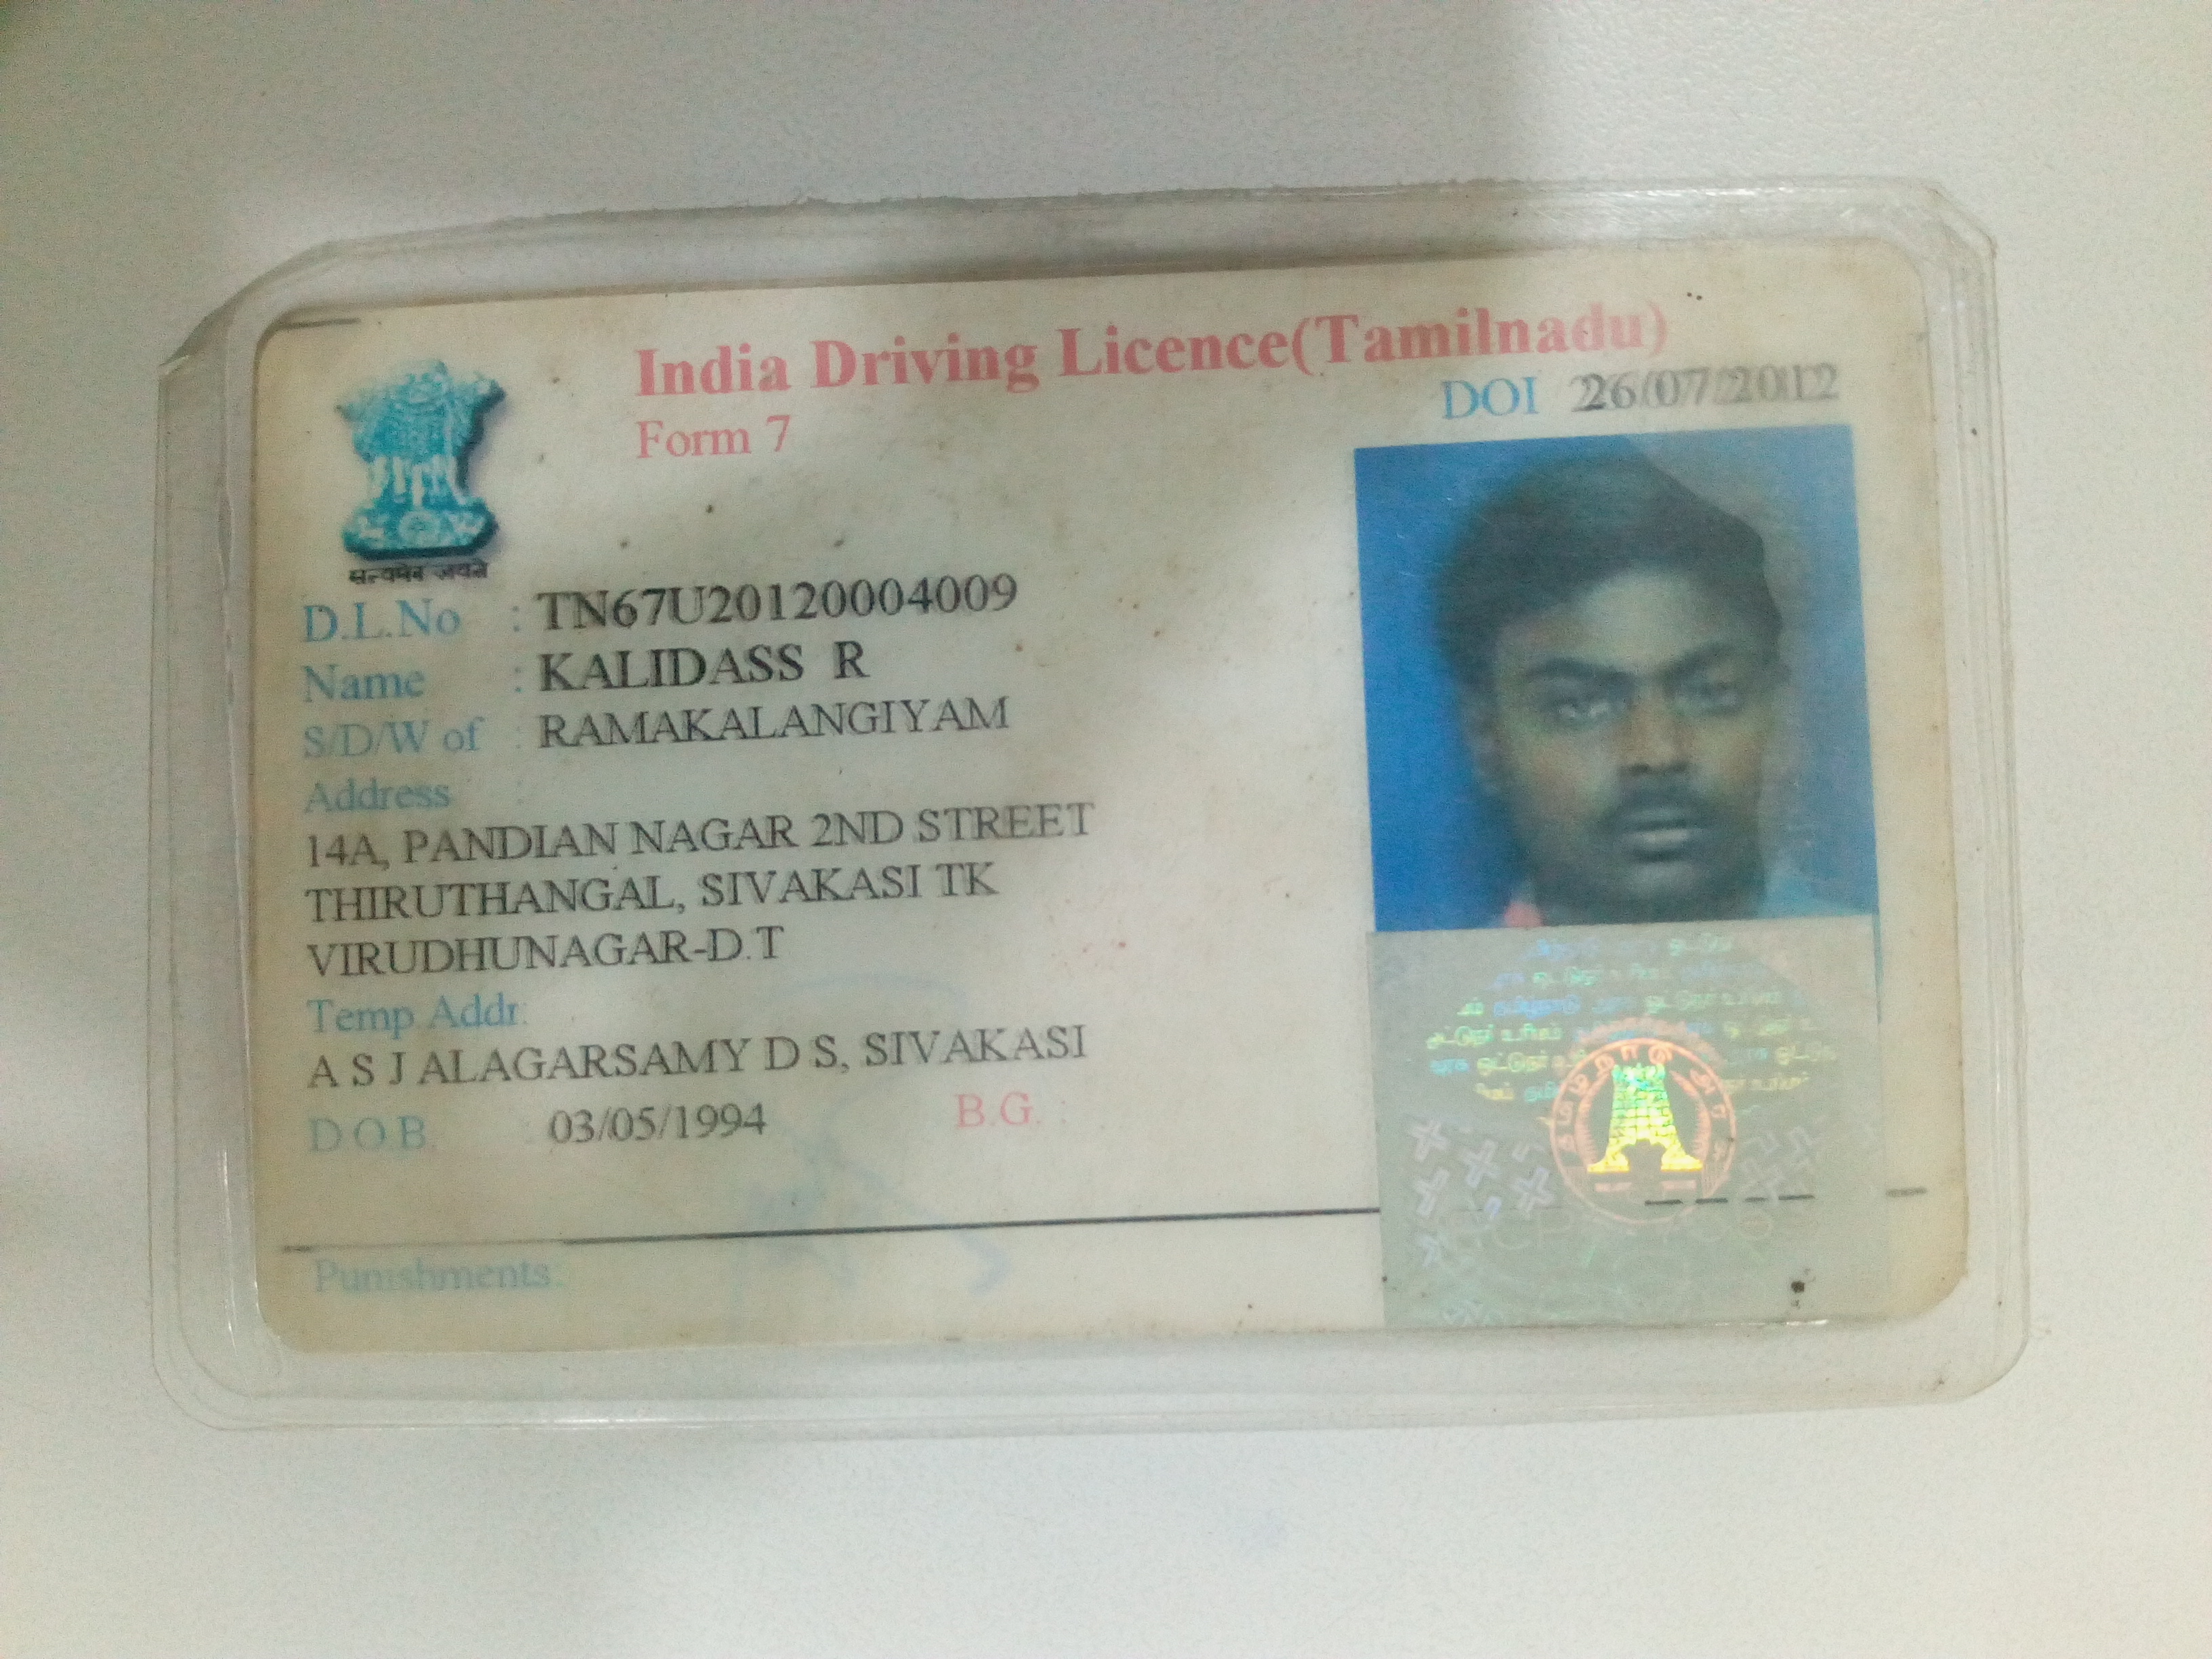 India Driving Licence(Tamilnadu)
Form 7
DOI 26/07/2012
सत्यमेव जयते
D.L.No : TN67U20120004009
Name : KALIDASS R
S/D/W of : RAMAKALANGIYAM
Address :
14A, PANDIAN NAGAR 2ND STREET
THIRUTHANGAL, SIVAKASI TK
VIRUDHUNAGAR-D.T
Temp Addr:
A S J ALAGARSAMY D S, SIVAKASI
D O B. 03/05/1994 B.G. :
Punishments: